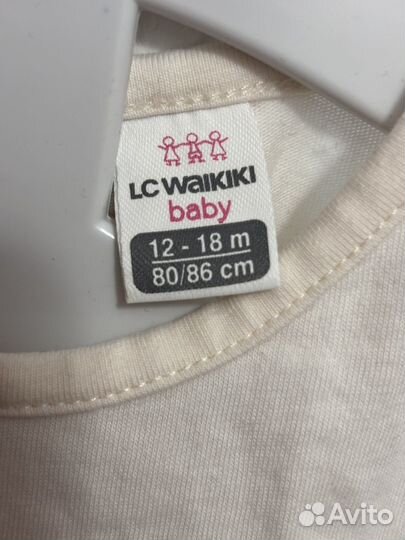 LC WAIKIKI
baby
12 - 18 m
80/86 cm
Avito